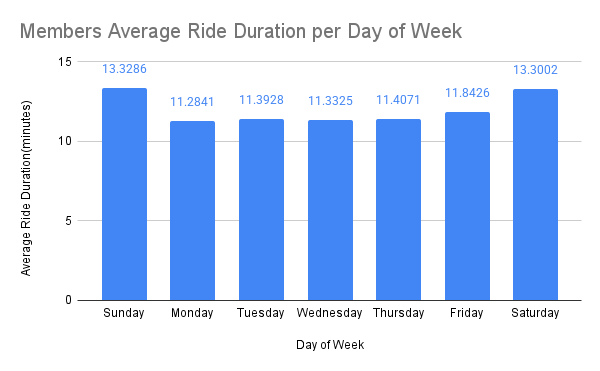 Members Average Ride Duration per Day of Week
Average Ride Duration(minutes)
15
10
5
0
13.3286
11.2841
11.3928
11.3325
11.4071
11.8426
13.3002
Sunday
Monday
Tuesday
Wednesday
Thursday
Friday
Saturday
Day of Week